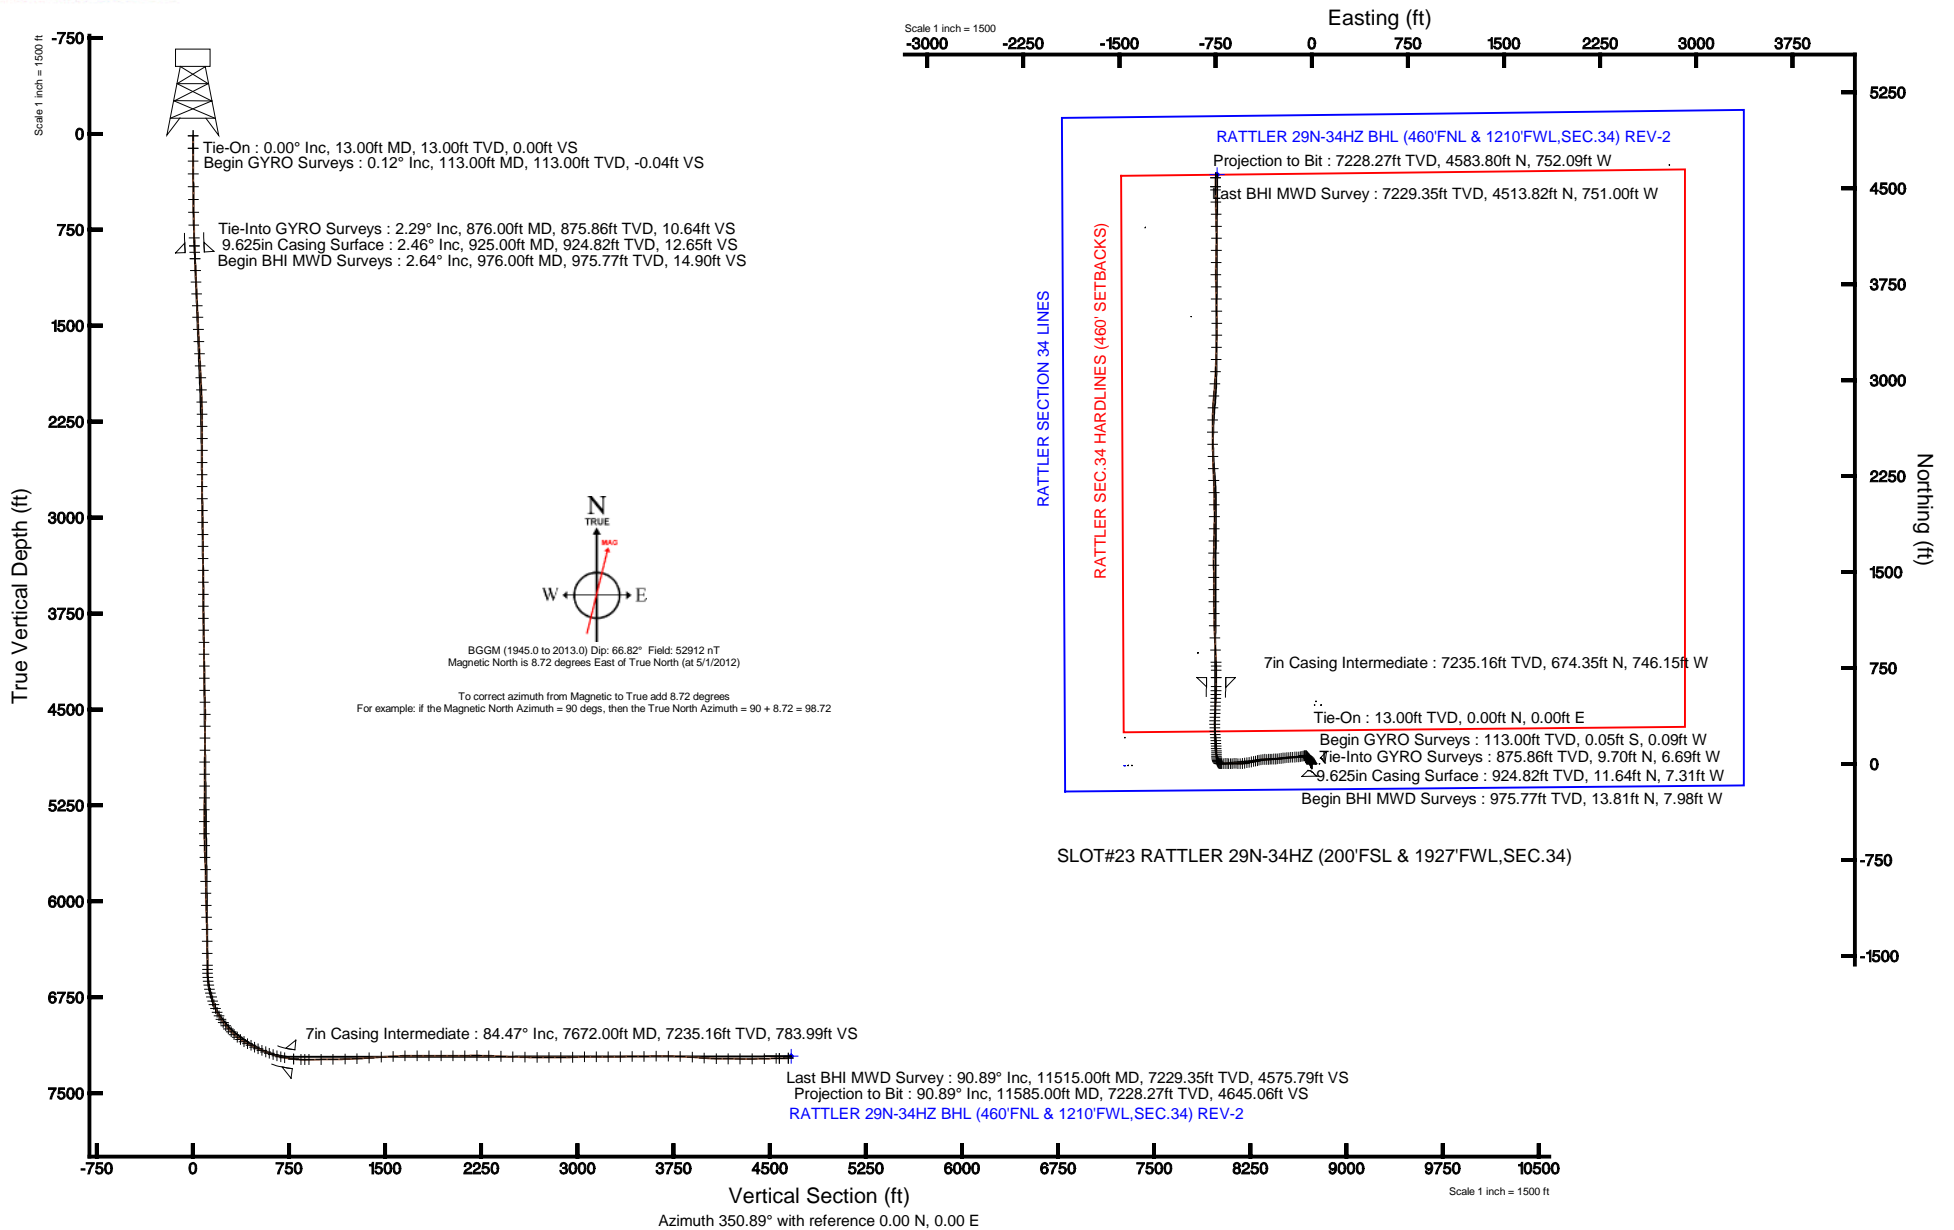 Scale 1 inch = 1500 ft
-750
0
750
1500
2250
3000
3750
4500
5250
6000
6750
7500
True Vertical Depth (ft)
Tie-On : 0.00° Inc, 13.00ft MD, 13.00ft TVD, 0.00ft VS
Begin GYRO Surveys : 0.12° Inc, 113.00ft MD, 113.00ft TVD, -0.04ft VS
Tie-Into GYRO Surveys : 2.29° Inc, 876.00ft MD, 875.86ft TVD, 10.64ft VS
9.625in Casing Surface : 2.46° Inc, 925.00ft MD, 924.82ft TVD, 12.65ft VS
Begin BHI MWD Surveys : 2.64° Inc, 976.00ft MD, 975.77ft TVD, 14.90ft VS
N
TRUE
MAG
W
E
BGGM (1945.0 to 2013.0) Dip: 66.82° Field: 52912 nT
Magnetic North is 8.72 degrees East of True North (at 5/1/2012)
To correct azimuth from Magnetic to True add 8.72 degrees
For example: if the Magnetic North Azimuth = 90 degs, then the True North Azimuth = 90 + 8.72 = 98.72
7in Casing Intermediate : 84.47° Inc, 7672.00ft MD, 7235.16ft TVD, 783.99ft VS
Last BHI MWD Survey : 90.89° Inc, 11515.00ft MD, 7229.35ft TVD, 4575.79ft VS
Projection to Bit : 90.89° Inc, 11585.00ft MD, 7228.27ft TVD, 4645.06ft VS
RATTLER 29N-34HZ BHL (460'FNL & 1210'FWL,SEC.34) REV-2
-750 0 750 1500 2250 3000 3750 4500 5250 6000 6750 7500 8250 9000 9750 10500
Vertical Section (ft)
Scale 1 inch = 1500 ft
Azimuth 350.89° with reference 0.00 N, 0.00 E
Easting (ft)
Scale 1 inch = 1500
-3000 -2250 -1500 -750 0 750 1500 2250 3000 3750
5250
4500
3750
3000
2250
1500
750
0
-750
-1500
Northing (ft)
RATTLER 29N-34HZ BHL (460'FNL & 1210'FWL,SEC.34) REV-2
Projection to Bit : 7228.27ft TVD, 4583.80ft N, 752.09ft W
Last BHI MWD Survey : 7229.35ft TVD, 4513.82ft N, 751.00ft W
RATTLER SECTION 34 LINES
RATTLER SEC.34 HARDLINES (460' SETBACKS)
7in Casing Intermediate : 7235.16ft TVD, 674.35ft N, 746.15ft W
Tie-On : 13.00ft TVD, 0.00ft N, 0.00ft E
Begin GYRO Surveys : 113.00ft TVD, 0.05ft S, 0.09ft W
Tie-Into GYRO Surveys : 875.86ft TVD, 9.70ft N, 6.69ft W
9.625in Casing Surface : 924.82ft TVD, 11.64ft N, 7.31ft W
Begin BHI MWD Surveys : 975.77ft TVD, 13.81ft N, 7.98ft W
SLOT#23 RATTLER 29N-34HZ (200'FSL & 1927'FWL,SEC.34)